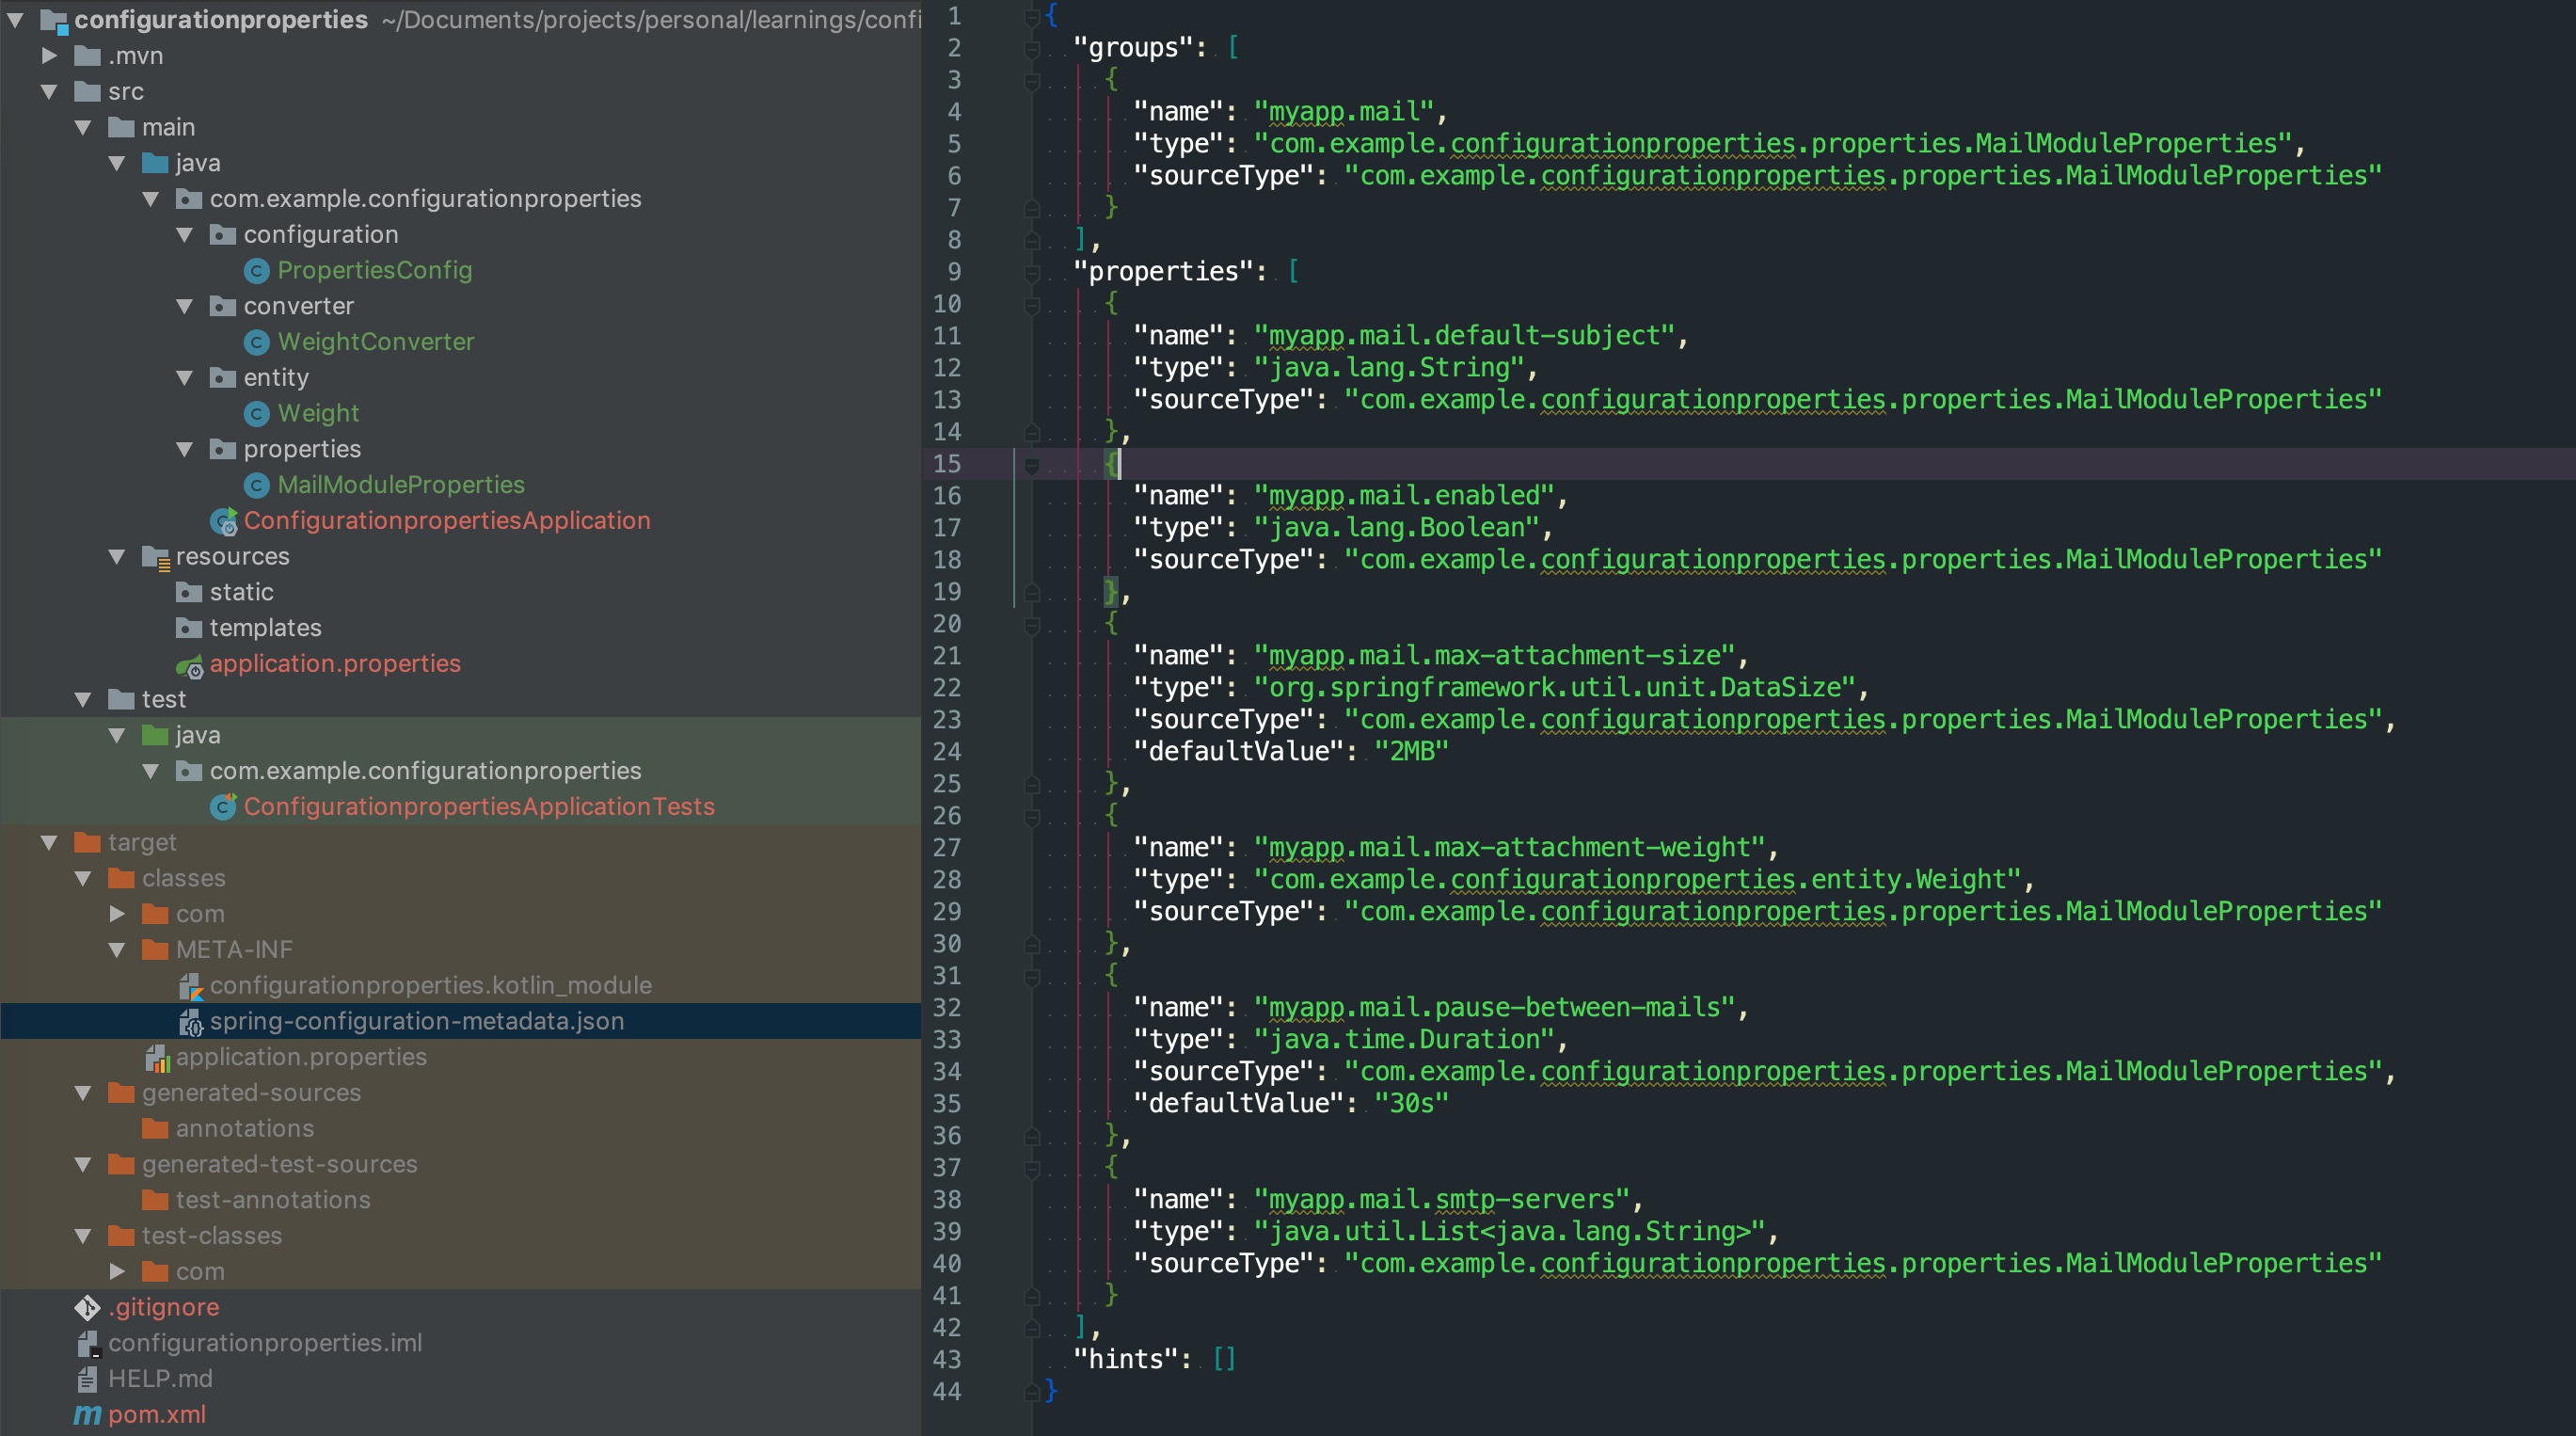 configurationproperties ~/Documents/projects/personal/learnings/confi
.mvn
src
main
java
com.example.configurationproperties
configuration
PropertiesConfig
converter
WeightConverter
entity
Weight
properties
MailModuleProperties
ConfigurationpropertiesApplication
resources
static
templates
application.properties
test
java
com.example.configurationproperties
ConfigurationpropertiesApplicationTests
target
classes
com
META-INF
configurationproperties.kotlin_module
spring-configuration-metadata.json
application.properties
generated-sources
annotations
generated-test-sources
test-annotations
test-classes
com
.gitignore
configurationproperties.iml
HELP.md
pom.xml
1 {
2 "groups": [
3 {
4 "name": "myapp.mail",
5 "type": "com.example.configurationproperties.properties.MailModuleProperties",
6 "sourceType": "com.example.configurationproperties.properties.MailModuleProperties"
7 }
8 ],
9 "properties": [
10 {
11 "name": "myapp.mail.default-subject",
12 "type": "java.lang.String",
13 "sourceType": "com.example.configurationproperties.properties.MailModuleProperties"
14 },
15 {
16 "name": "myapp.mail.enabled",
17 "type": "java.lang.Boolean",
18 "sourceType": "com.example.configurationproperties.properties.MailModuleProperties"
19 },
20 {
21 "name": "myapp.mail.max-attachment-size",
22 "type": "org.springframework.util.unit.DataSize",
23 "sourceType": "com.example.configurationproperties.properties.MailModuleProperties",
24 "defaultValue": "2MB"
25 },
26 {
27 "name": "myapp.mail.max-attachment-weight",
28 "type": "com.example.configurationproperties.entity.Weight",
29 "sourceType": "com.example.configurationproperties.properties.MailModuleProperties"
30 },
31 {
32 "name": "myapp.mail.pause-between-mails",
33 "type": "java.time.Duration",
34 "sourceType": "com.example.configurationproperties.properties.MailModuleProperties",
35 "defaultValue": "30s"
36 },
37 {
38 "name": "myapp.mail.smtp-servers",
39 "type": "java.util.List<java.lang.String>",
40 "sourceType": "com.example.configurationproperties.properties.MailModuleProperties"
41 }
42 ],
43 "hints": []
44 }